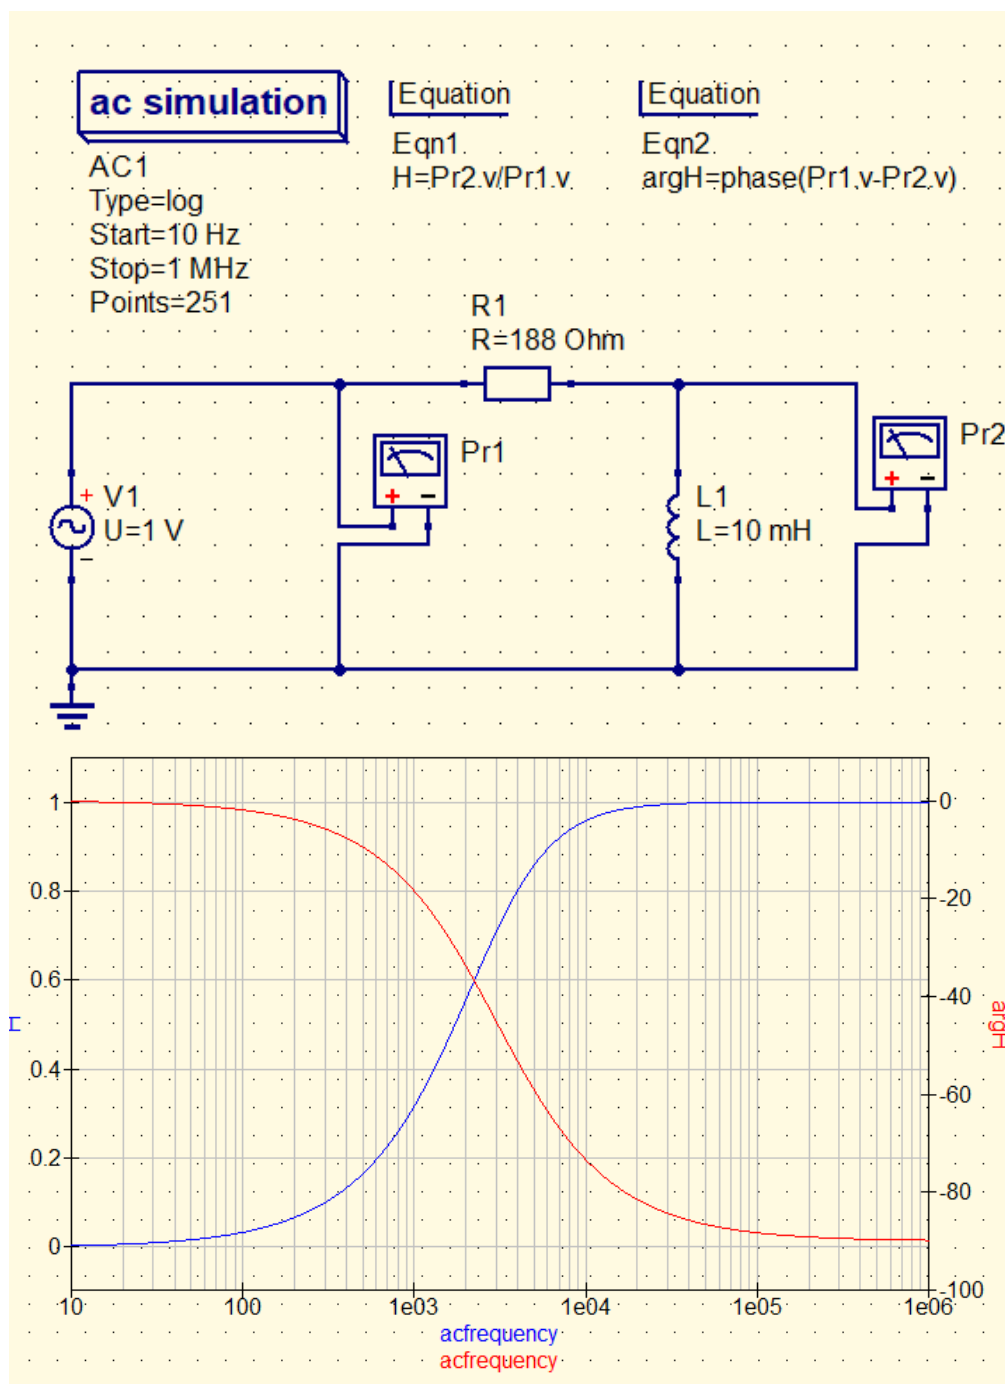 ac simulation
Equation
Equation
AC1
Type=log
Start=10 Hz
Stop=1 MHz
Points=251
Eqn1
H=Pr2.v/Pr1.v
Eqn2
argH=phase(Pr1.v-Pr2.v)
R1
R=188 Ohm
Pr1
Pr2
+ −
+ −
+
V1
U=1 V
−
L1
L=10 mH
1
0.8
0.6
0.4
0.2
0
0
-20
-40
-60
-80
-100
argH
10
100
1e03
1e04
1e05
1e06
acfrequency
acfrequency